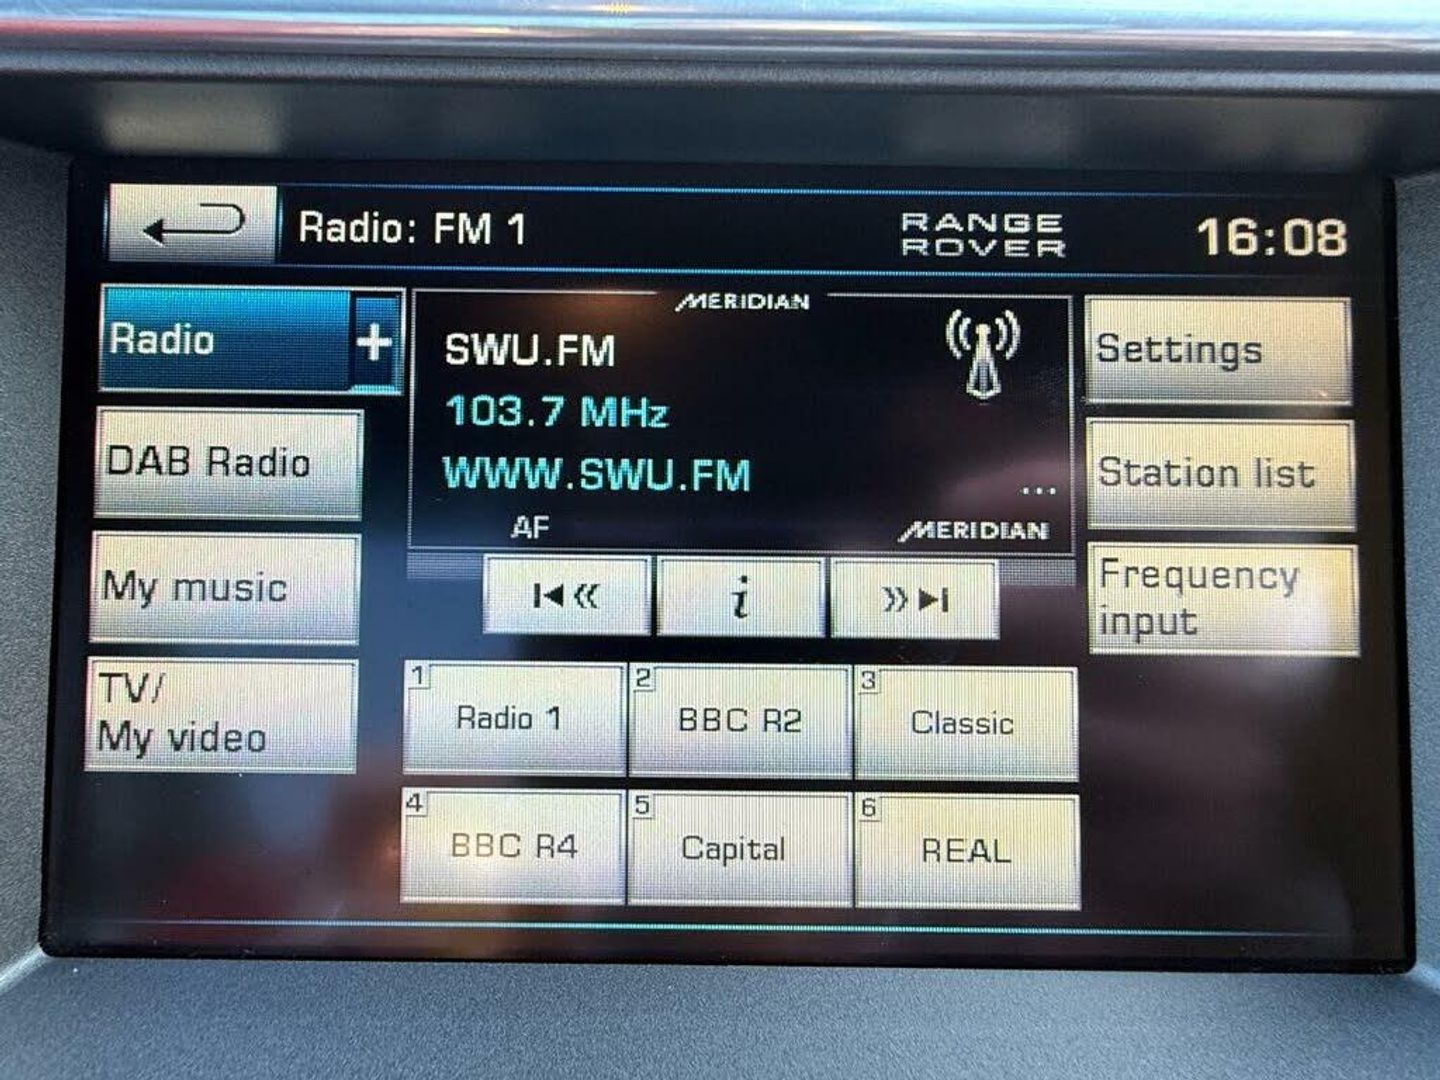 Radio: FM 1
RANGE
ROVER
16:08
Radio
+
DAB Radio
My music
TV/
My video
MERIDIAN
SWU.FM
103.7 MHz
WWW.SWU.FM
...
AF
MERIDIAN
i
Settings
Station list
Frequency
input
1
Radio 1
2
BBC R2
3
Classic
4
BBC R4
5
Capital
6
REAL